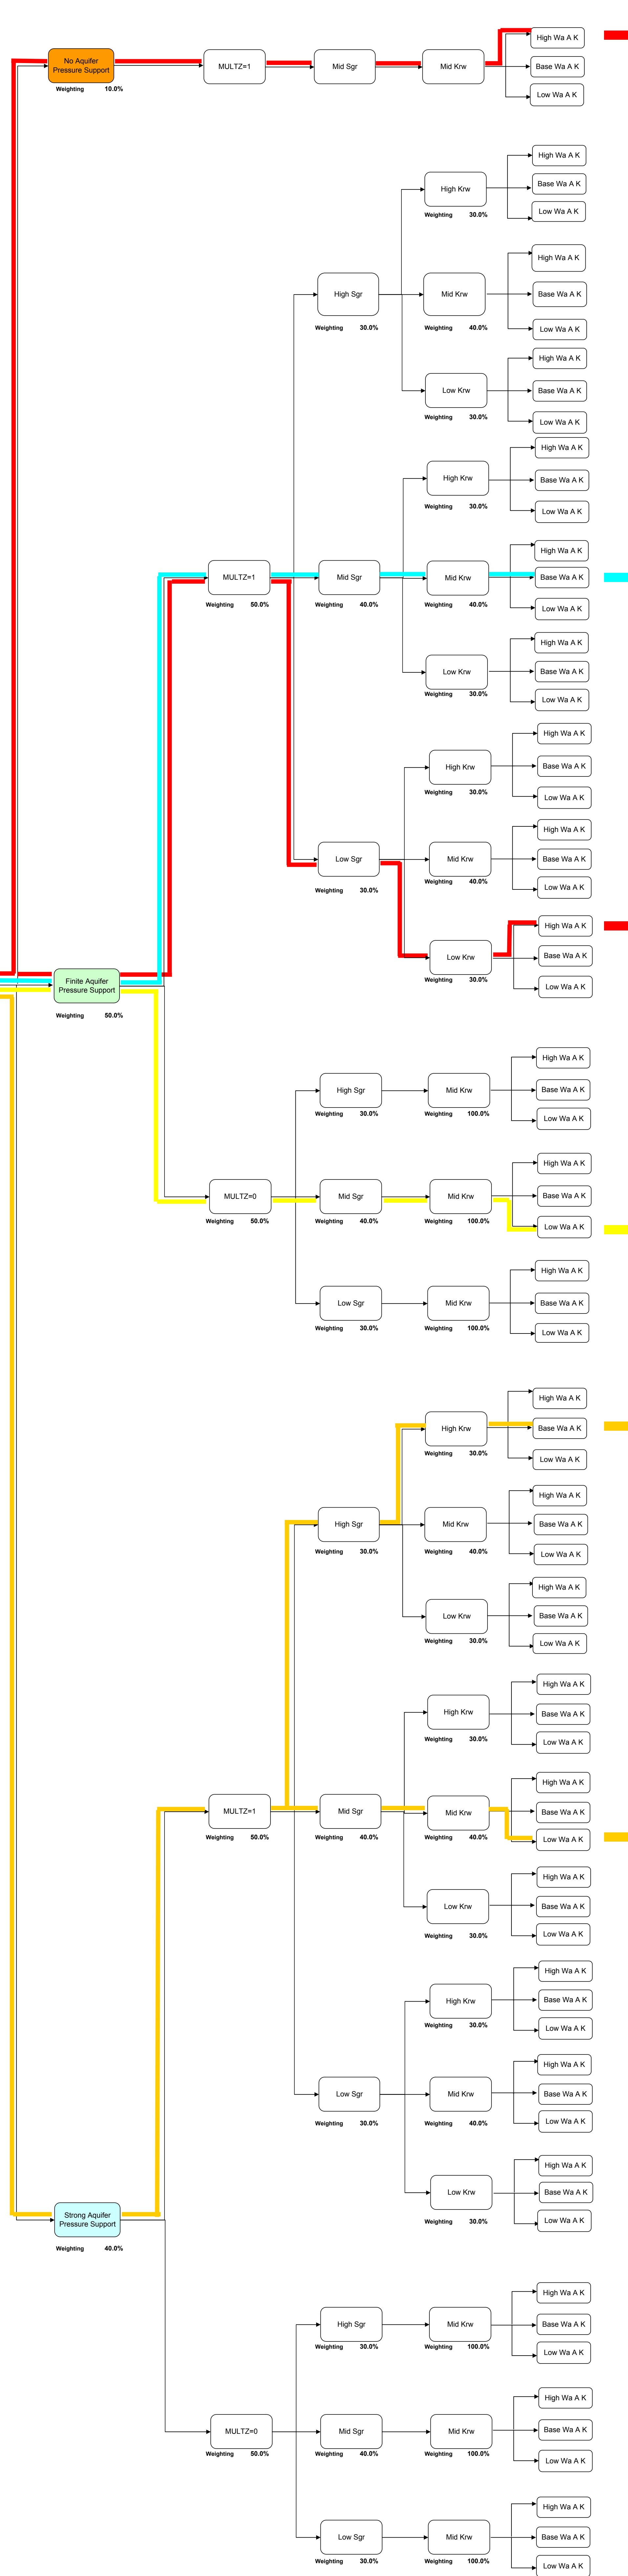 No Aquifer
Pressure Support
Weighting 10.0%
MULTZ=1
Mid Sgr
Mid Krw
High Wa A K
Base Wa A K
Low Wa A K
High Krw
Weighting 30.0%
High Wa A K
Base Wa A K
Low Wa A K
High Sgr
Weighting 30.0%
Mid Krw
Weighting 40.0%
High Wa A K
Base Wa A K
Low Wa A K
Low Krw
Weighting 30.0%
High Wa A K
Base Wa A K
Low Wa A K
High Krw
Weighting 30.0%
High Wa A K
Base Wa A K
Low Wa A K
MULTZ=1
Weighting 50.0%
Mid Sgr
Weighting 40.0%
Mid Krw
Weighting 40.0%
High Wa A K
Base Wa A K
Low Wa A K
Low Krw
Weighting 30.0%
High Wa A K
Base Wa A K
Low Wa A K
High Krw
Weighting 30.0%
High Wa A K
Base Wa A K
Low Wa A K
Low Sgr
Weighting 30.0%
Mid Krw
Weighting 40.0%
High Wa A K
Base Wa A K
Low Wa A K
Low Krw
Weighting 30.0%
High Wa A K
Base Wa A K
Low Wa A K
Finite Aquifer
Pressure Support
Weighting 50.0%
High Sgr
Weighting 30.0%
Mid Krw
Weighting 100.0%
High Wa A K
Base Wa A K
Low Wa A K
MULTZ=0
Weighting 50.0%
Mid Sgr
Weighting 40.0%
Mid Krw
Weighting 100.0%
High Wa A K
Base Wa A K
Low Wa A K
Low Sgr
Weighting 30.0%
Mid Krw
Weighting 100.0%
High Wa A K
Base Wa A K
Low Wa A K
High Krw
Weighting 30.0%
High Wa A K
Base Wa A K
Low Wa A K
High Sgr
Weighting 30.0%
Mid Krw
Weighting 40.0%
High Wa A K
Base Wa A K
Low Wa A K
Low Krw
Weighting 30.0%
High Wa A K
Base Wa A K
Low Wa A K
High Krw
Weighting 30.0%
High Wa A K
Base Wa A K
Low Wa A K
MULTZ=1
Weighting 50.0%
Mid Sgr
Weighting 40.0%
Mid Krw
Weighting 40.0%
High Wa A K
Base Wa A K
Low Wa A K
Low Krw
Weighting 30.0%
High Wa A K
Base Wa A K
Low Wa A K
High Krw
Weighting 30.0%
High Wa A K
Base Wa A K
Low Wa A K
Low Sgr
Weighting 30.0%
Mid Krw
Weighting 40.0%
High Wa A K
Base Wa A K
Low Wa A K
Low Krw
Weighting 30.0%
High Wa A K
Base Wa A K
Low Wa A K
Strong Aquifer
Pressure Support
Weighting 40.0%
High Sgr
Weighting 30.0%
Mid Krw
Weighting 100.0%
High Wa A K
Base Wa A K
Low Wa A K
MULTZ=0
Weighting 50.0%
Mid Sgr
Weighting 40.0%
Mid Krw
Weighting 100.0%
High Wa A K
Base Wa A K
Low Wa A K
Low Sgr
Weighting 30.0%
Mid Krw
Weighting 100.0%
High Wa A K
Base Wa A K
Low Wa A K